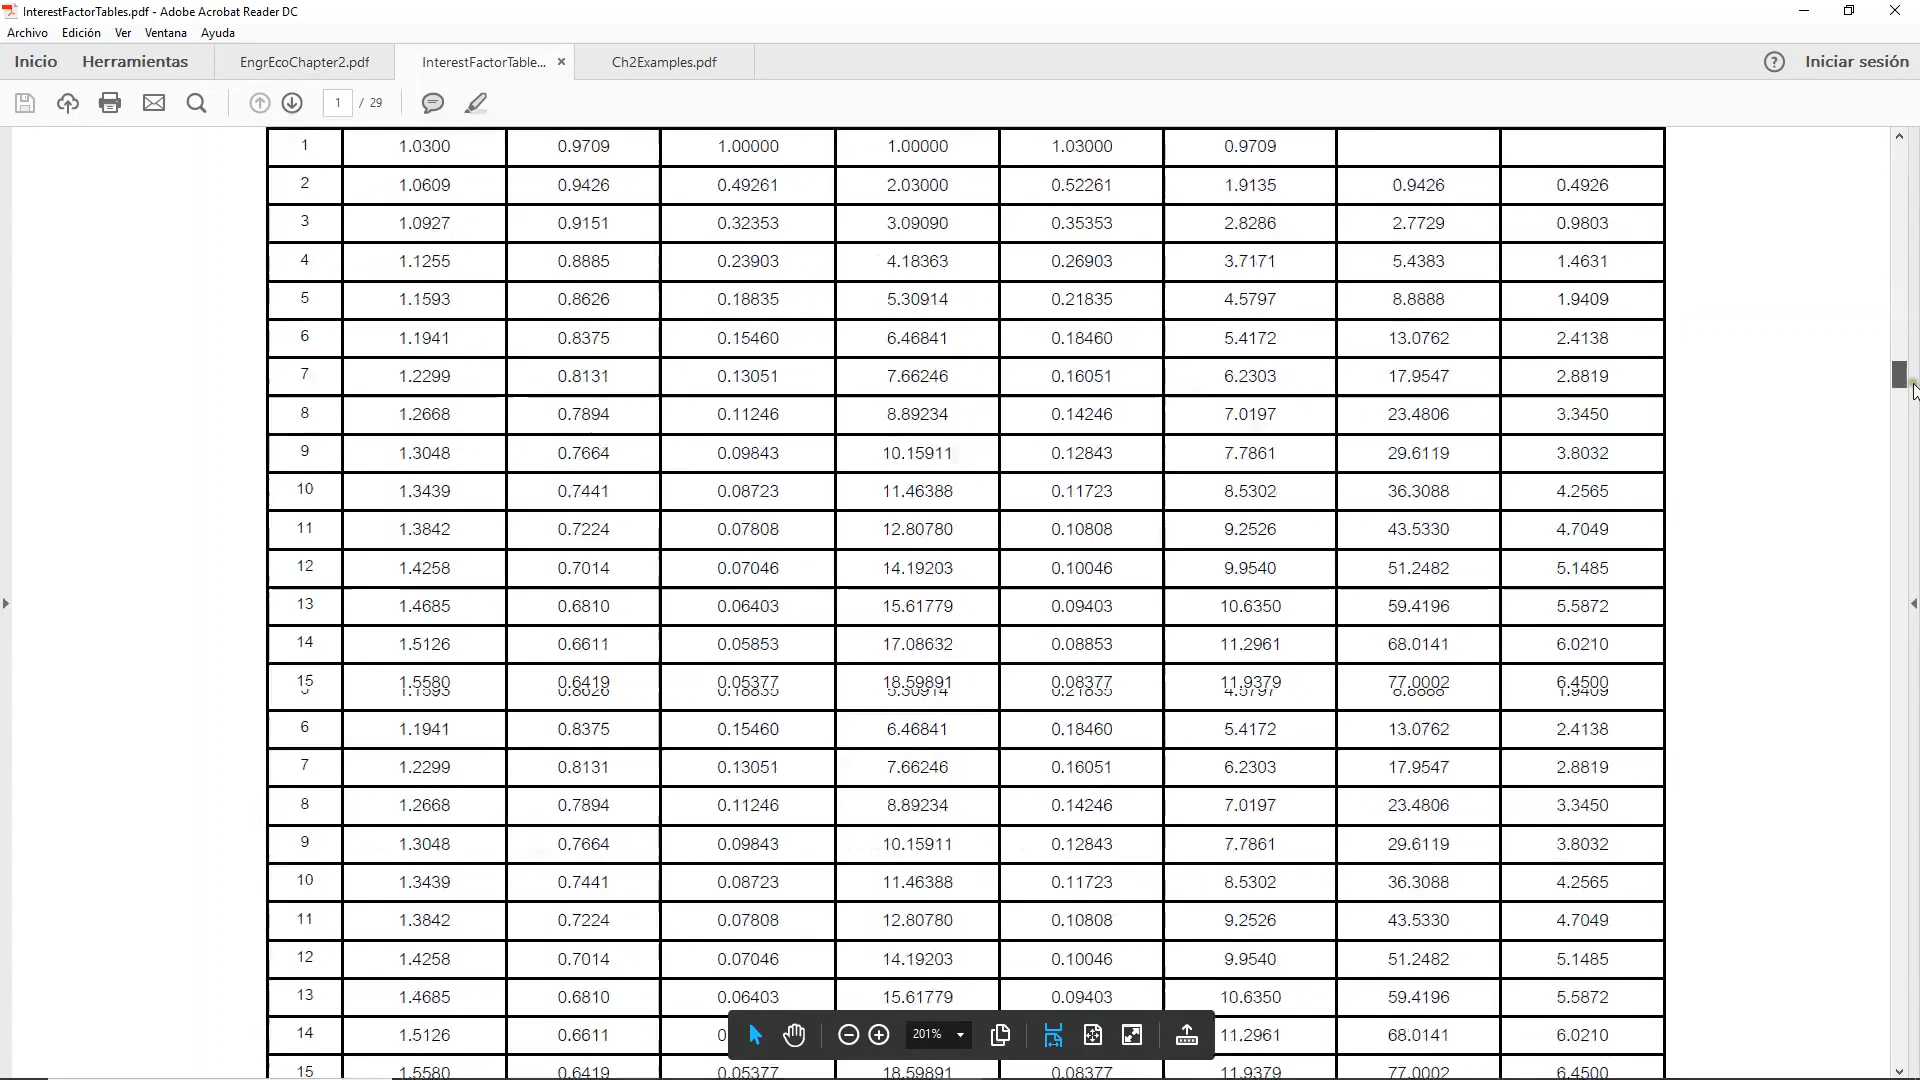 InterestFactorTables.pdf - Adobe Acrobat Reader DC
Archivo Edición Ver Ventana Ayuda
Inicio Herramientas EngrEcoChapter2.pdf InterestFactorTable... × Ch2Examples.pdf ? Iniciar sesión
1 / 29
1 1.0300 0.9709 1.00000 1.00000 1.03000 0.9709
2 1.0609 0.9426 0.49261 2.03000 0.52261 1.9135 0.9426 0.4926
3 1.0927 0.9151 0.32353 3.09090 0.35353 2.8286 2.7729 0.9803
4 1.1255 0.8885 0.23903 4.18363 0.26903 3.7171 5.4383 1.4631
5 1.1593 0.8626 0.18835 5.30914 0.21835 4.5797 8.8888 1.9409
6 1.1941 0.8375 0.15460 6.46841 0.18460 5.4172 13.0762 2.4138
7 1.2299 0.8131 0.13051 7.66246 0.16051 6.2303 17.9547 2.8819
8 1.2668 0.7894 0.11246 8.89234 0.14246 7.0197 23.4806 3.3450
9 1.3048 0.7664 0.09843 10.15911 0.12843 7.7861 29.6119 3.8032
10 1.3439 0.7441 0.08723 11.46388 0.11723 8.5302 36.3088 4.2565
11 1.3842 0.7224 0.07808 12.80780 0.10808 9.2526 43.5330 4.7049
12 1.4258 0.7014 0.07046 14.19203 0.10046 9.9540 51.2482 5.1485
13 1.4685 0.6810 0.06403 15.61779 0.09403 10.6350 59.4196 5.5872
14 1.5126 0.6611 0.05853 17.08632 0.08853 11.2961 68.0141 6.0210
15 1.5580 0.6419 0.05377 18.59891 0.08377 11.9379 77.0002 6.4500
6 1.1941 0.8375 0.15460 6.46841 0.18460 5.4172 13.0762 2.4138
7 1.2299 0.8131 0.13051 7.66246 0.16051 6.2303 17.9547 2.8819
8 1.2668 0.7894 0.11246 8.89234 0.14246 7.0197 23.4806 3.3450
9 1.3048 0.7664 0.09843 10.15911 0.12843 7.7861 29.6119 3.8032
10 1.3439 0.7441 0.08723 11.46388 0.11723 8.5302 36.3088 4.2565
11 1.3842 0.7224 0.07808 12.80780 0.10808 9.2526 43.5330 4.7049
12 1.4258 0.7014 0.07046 14.19203 0.10046 9.9540 51.2482 5.1485
13 1.4685 0.6810 0.06403 15.61779 0.09403 10.6350 59.4196 5.5872
14 1.5126 0.6611 0 11.2961 68.0141 6.0210
201%
15 1.5580 0.6419 0.05377 18.59891 0.08377 11.9379 77.0002 6.4500